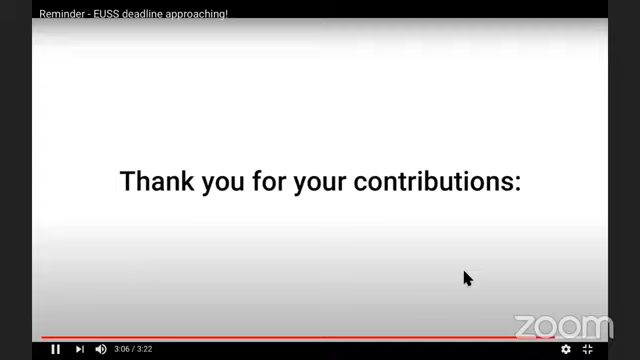 Reminder - EUSS deadline approaching!
Thank you for your contributions:
zoom
3:06 / 3:22